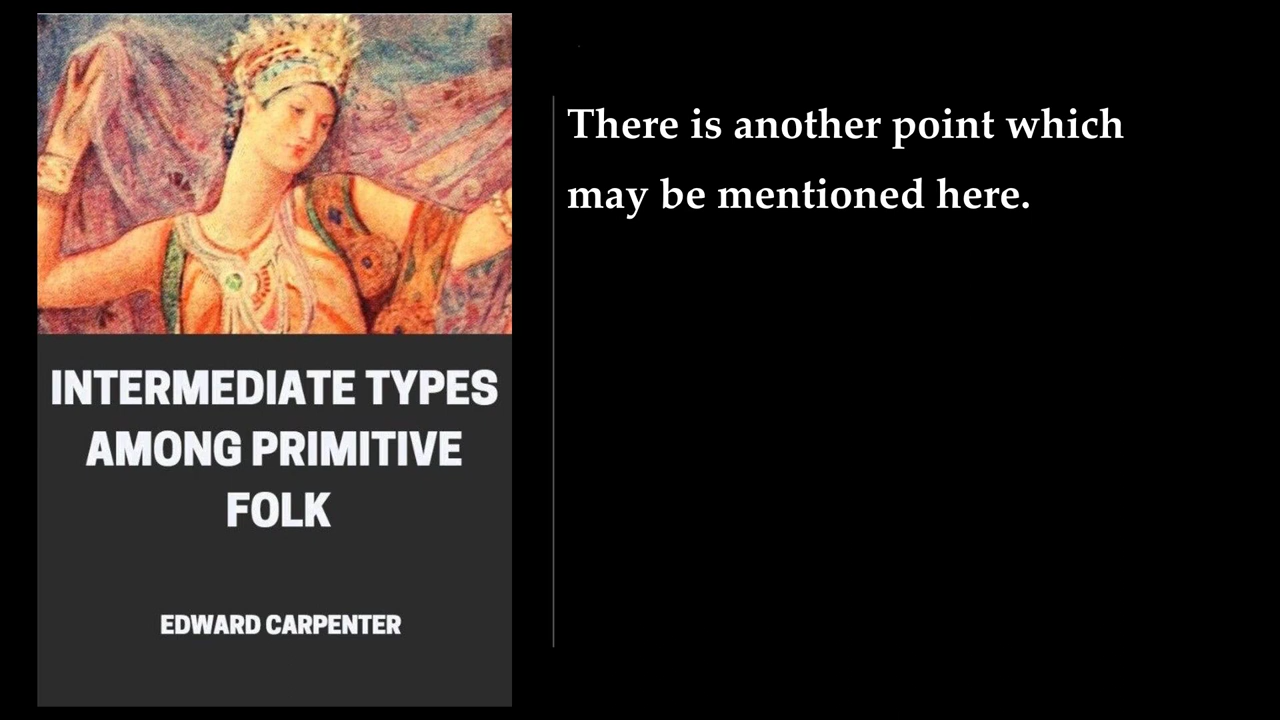 INTERMEDIATE TYPES
AMONG PRIMITIVE
FOLK
EDWARD CARPENTER
There is another point which
may be mentioned here.